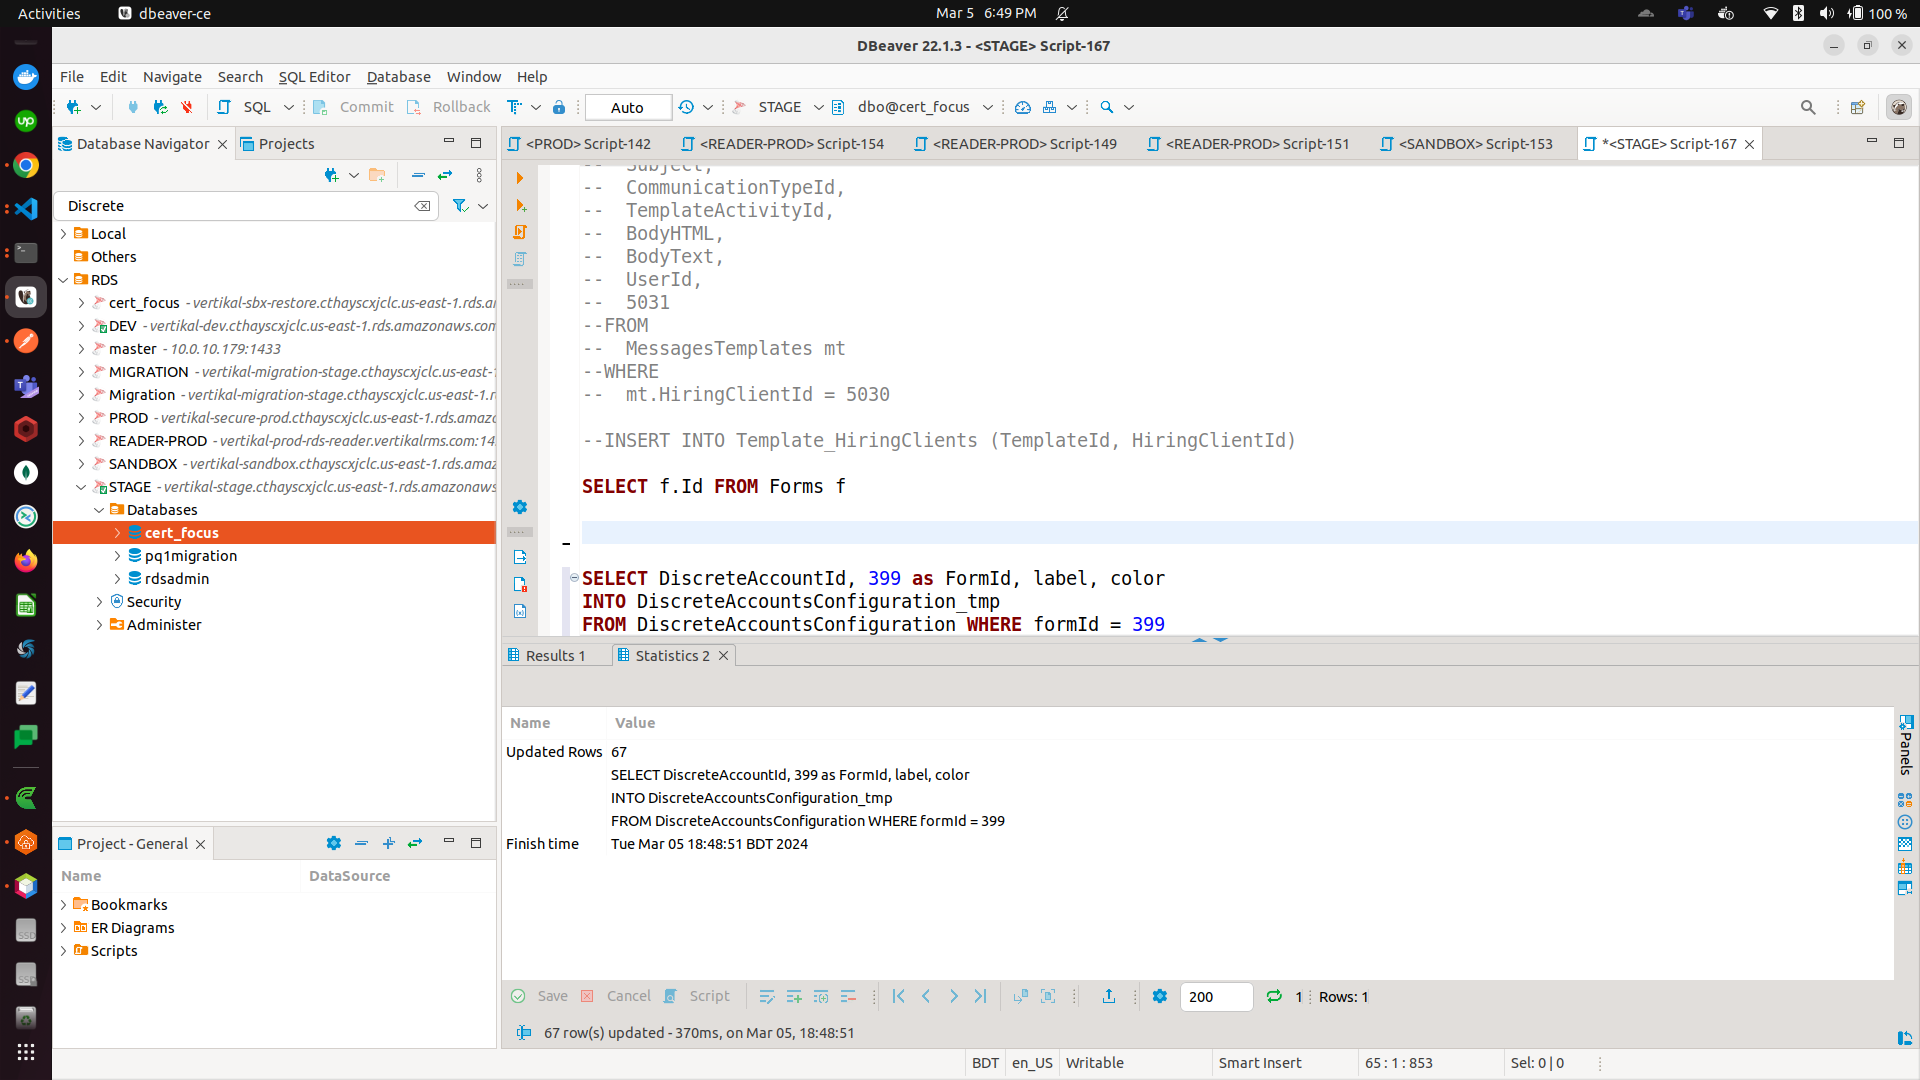 Activities
dbeaver-ce
Mar 5 6:49 PM
100 %
DBeaver 22.1.3 - <STAGE> Script-167
File Edit Navigate Search SQL Editor Database Window Help
SQL Commit Rollback Auto STAGE dbo@cert_focus
Database Navigator
Projects
<PROD> Script-142
<READER-PROD> Script-154
<READER-PROD> Script-149
<READER-PROD> Script-151
<SANDBOX> Script-153
*<STAGE> Script-167
Discrete
Local
Others
RDS
cert_focus - vertikal-sbx-restore.cthayscxjclc.us-east-1.rds.a
DEV - vertikal-dev.cthayscxjclc.us-east-1.rds.amazonaws.com
master - 10.0.10.179:1433
MIGRATION - vertikal-migration-stage.cthayscxjclc.us-east-1
Migration - vertikal-migration-stage.cthayscxjclc.us-east-1.r
PROD - vertikal-secure-prod.cthayscxjclc.us-east-1.rds.amazo
READER-PROD - vertikal-prod-rds-reader.vertikalrms.com:14
SANDBOX - vertikal-sandbox.cthayscxjclc.us-east-1.rds.amaz
STAGE - vertikal-stage.cthayscxjclc.us-east-1.rds.amazonaws
Databases
cert_focus
pq1migration
rdsadmin
Security
Administer
-- Subject,
-- CommunicationTypeId,
-- TemplateActivityId,
-- BodyHTML,
-- BodyText,
-- UserId,
-- 5031
--FROM
-- MessagesTemplates mt
--WHERE
-- mt.HiringClientId = 5030
--INSERT INTO Template_HiringClients (TemplateId, HiringClientId)
SELECT f.Id FROM Forms f
SELECT DiscreteAccountId, 399 as FormId, label, color
INTO DiscreteAccountsConfiguration_tmp
FROM DiscreteAccountsConfiguration WHERE formId = 399
Results 1
Statistics 2
Name Value
Updated Rows 67
SELECT DiscreteAccountId, 399 as FormId, label, color
INTO DiscreteAccountsConfiguration_tmp
FROM DiscreteAccountsConfiguration WHERE formId = 399
Finish time Tue Mar 05 18:48:51 BDT 2024
Panels
Project - General
Name DataSource
Bookmarks
ER Diagrams
Scripts
Save Cancel Script 200 1 Rows: 1
67 row(s) updated - 370ms, on Mar 05, 18:48:51
BDT en_US Writable Smart Insert 65 : 1 : 853 Sel: 0 | 0